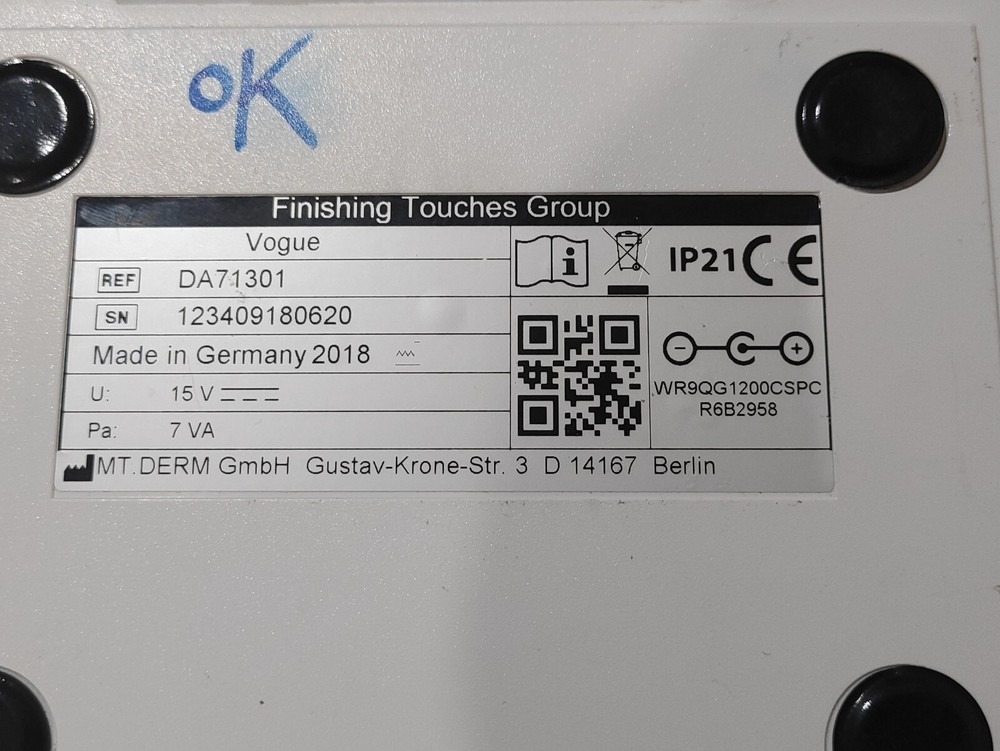 OK
Finishing Touches Group
Vogue
REF DA71301
SN 123409180620
Made in Germany 2018
U: 15 V
Pa: 7 VA
IP21 CE
WR9QG1200CSPC
R6B2958
MT.DERM GmbH Gustav-Krone-Str. 3 D 14167 Berlin